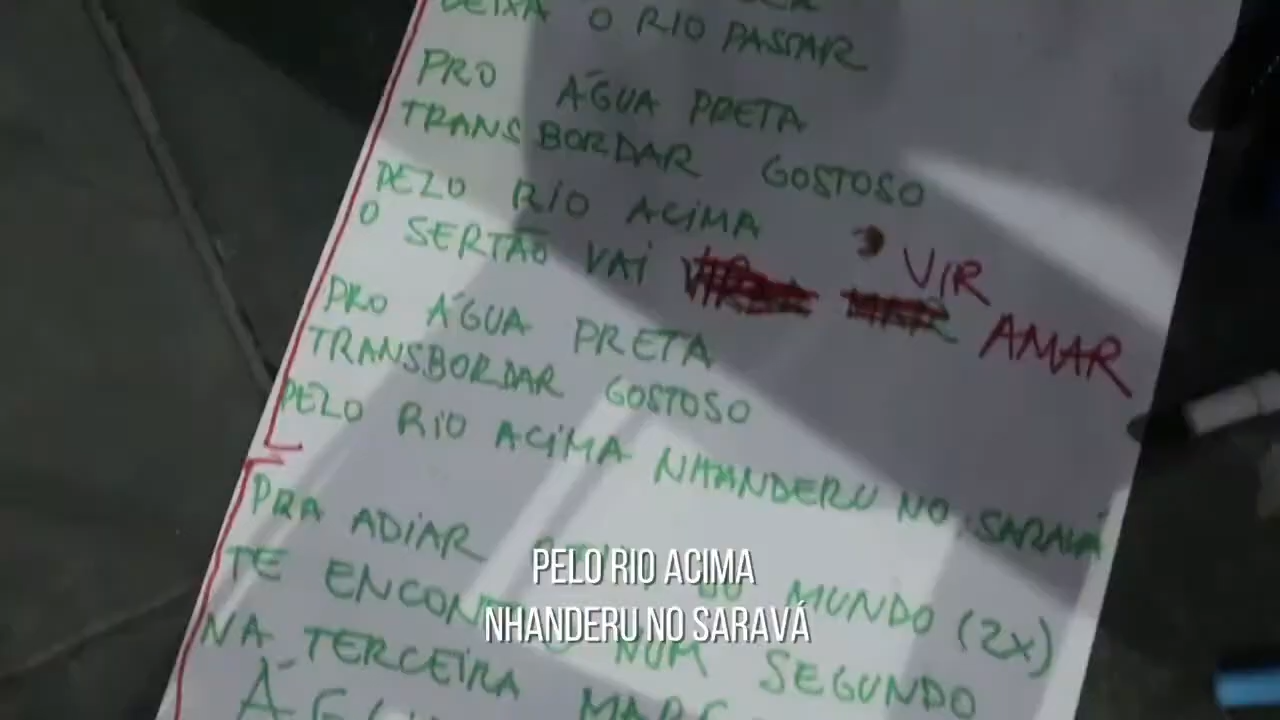 DEIXA O RIO PASSAR
PRO ÁGUA PRETA
TRANSBORDAR GOSTOSO
PELO RIO ACIMA
O SERTÃO VAI VIR AMAR
PRO ÁGUA PRETA
TRANSBORDAR GOSTOSO
PELO RIO ACIMA NHANDERU NO SARAVÁ
PRA ADIAR MUNDO (2X)
TE ENCONTRO NUM SEGUNDO
NA TERCEIRA
PELO RIO ACIMA
NHANDERU NO SARAVÁ